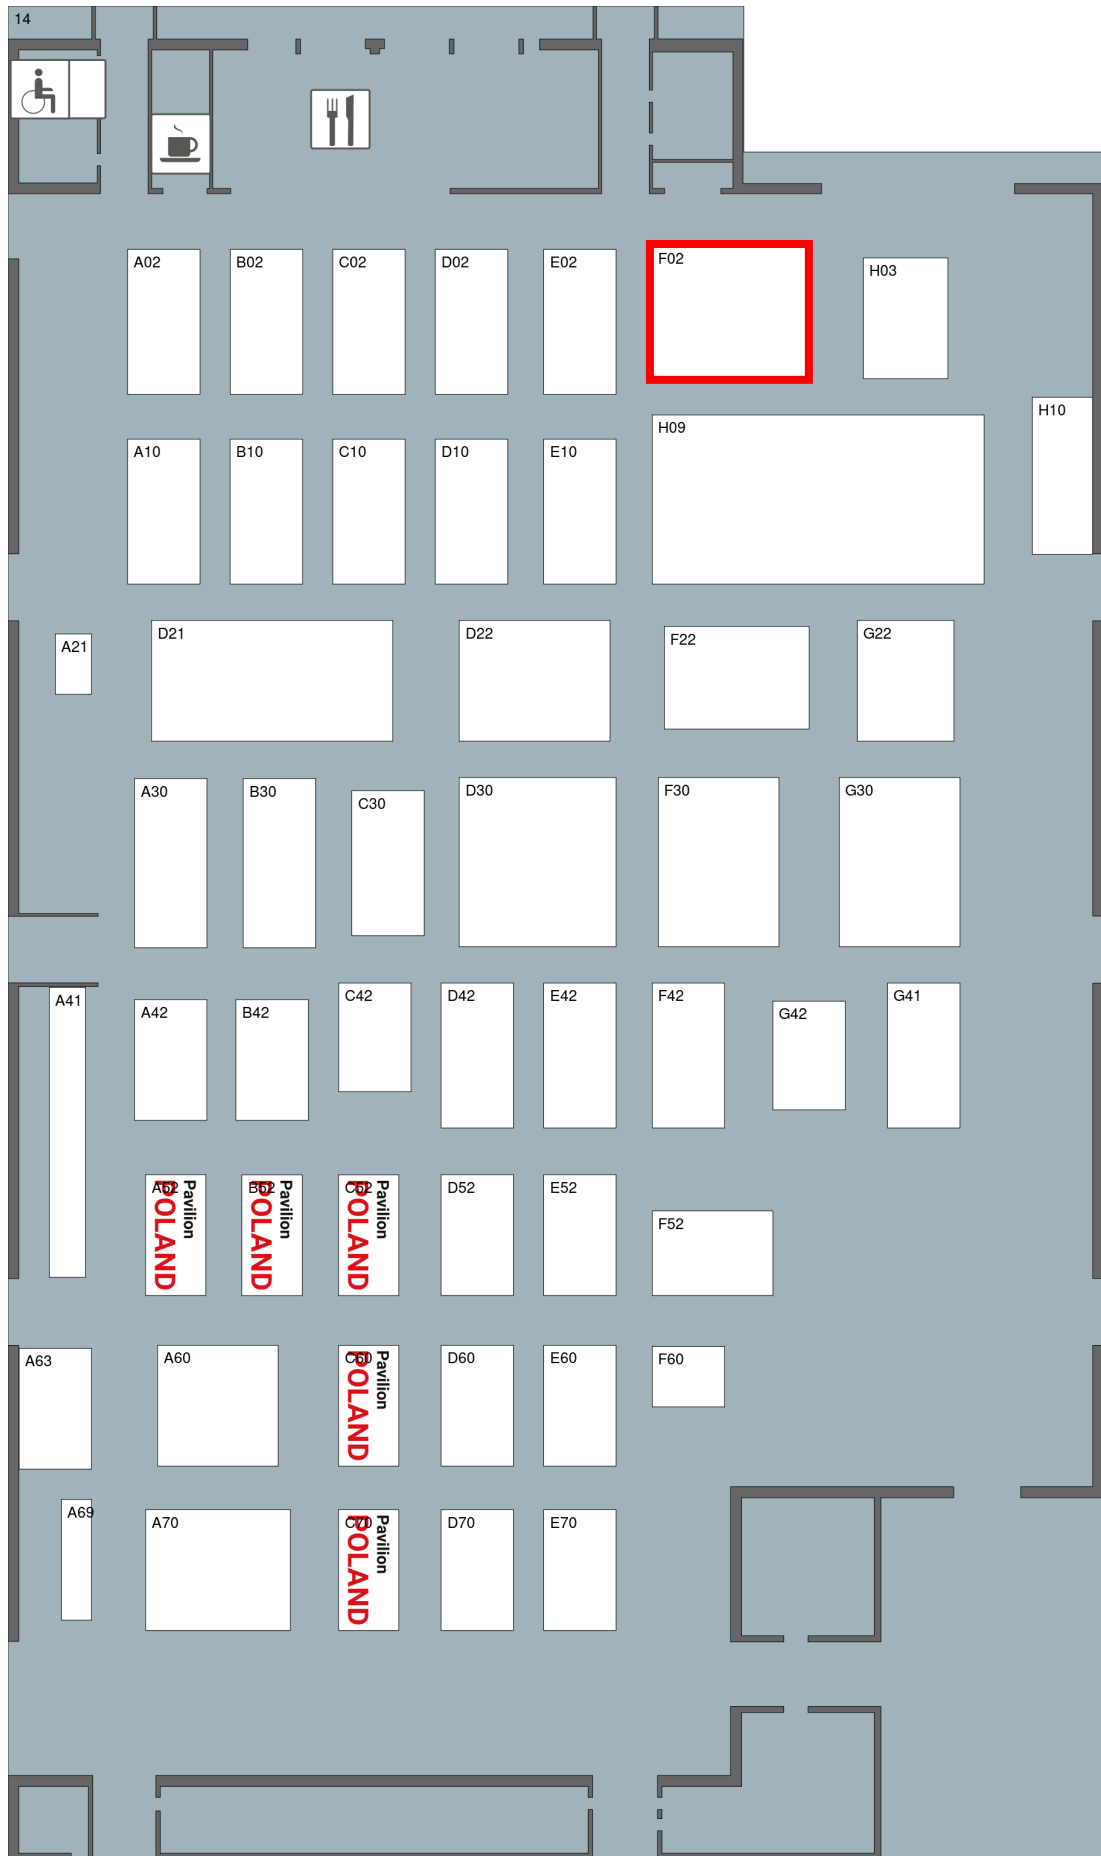 14
A02
B02
C02
D02
E02
F02
H03
H10
A10
B10
C10
D10
E10
H09
A21
D21
D22
F22
G22
A30
B30
C30
D30
F30
G30
A41
A42
B42
C42
D42
E42
F42
G42
G41
A52
Pavilion
POLAND
B52
Pavilion
POLAND
C52
Pavilion
POLAND
D52
E52
F52
A63
A60
C60
Pavilion
POLAND
D60
E60
F60
A69
A70
C70
Pavilion
POLAND
D70
E70